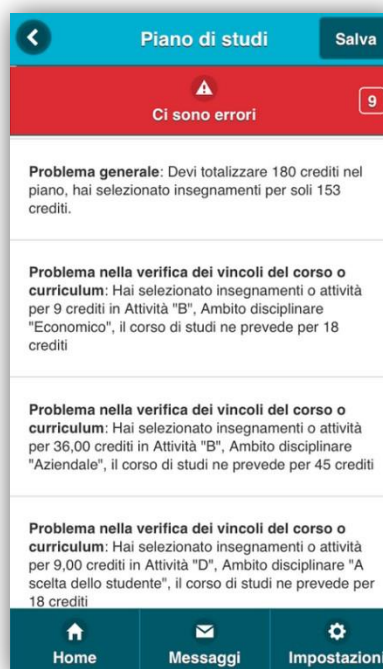 Piano di studi
Salva
Ci sono errori
9
Problema generale: Devi totalizzare 180 crediti nel
piano, hai selezionato insegnamenti per soli 153
crediti.
Problema nella verifica dei vincoli del corso o
curriculum: Hai selezionato insegnamenti o attività
per 9 crediti in Attività "B", Ambito disciplinare
"Economico", il corso di studi ne prevede per 18
crediti
Problema nella verifica dei vincoli del corso o
curriculum: Hai selezionato insegnamenti o attività
per 36,00 crediti in Attività "B", Ambito disciplinare
"Aziendale", il corso di studi ne prevede per 45 crediti
Problema nella verifica dei vincoli del corso o
curriculum: Hai selezionato insegnamenti o attività
per 9,00 crediti in Attività "D", Ambito disciplinare "A
scelta dello studente", il corso di studi ne prevede per
18 crediti
Home
Messaggi
Impostazioni